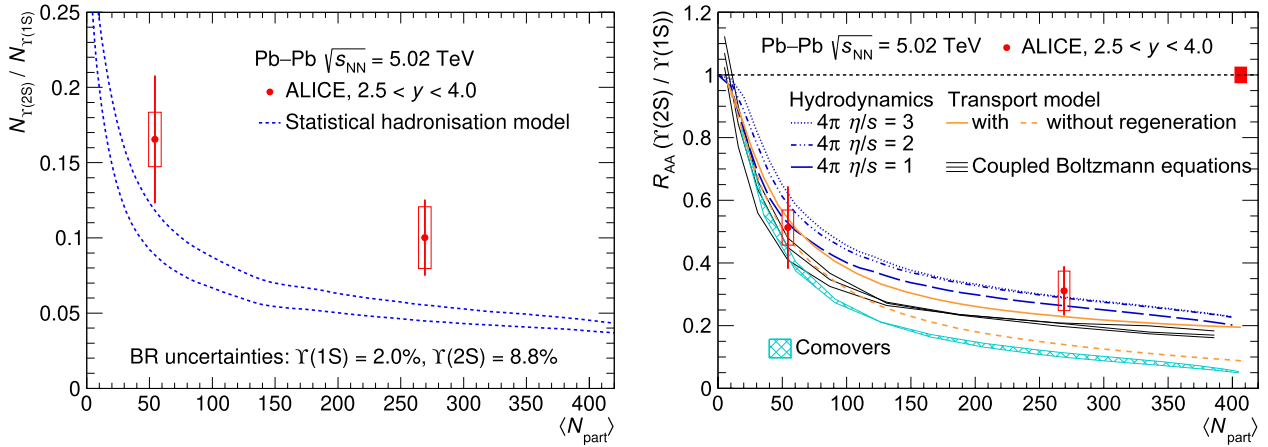 N_ϒ(2S) / N_ϒ(1S)
0.25
0.2
0.15
0.1
0.05
0
Pb–Pb √s_NN = 5.02 TeV
ALICE, 2.5 < y < 4.0
Statistical hadronisation model
BR uncertainties: ϒ(1S) = 2.0%, ϒ(2S) = 8.8%
0 50 100 150 200 250 300 350 400
⟨N_part⟩
R_AA (ϒ(2S) / ϒ(1S))
1.2
1
0.8
0.6
0.4
0.2
0
Pb–Pb √s_NN = 5.02 TeV
ALICE, 2.5 < y < 4.0
Hydrodynamics
4π η/s = 3
4π η/s = 2
4π η/s = 1
Transport model
with without regeneration
Coupled Boltzmann equations
Comovers
0 50 100 150 200 250 300 350 400
⟨N_part⟩